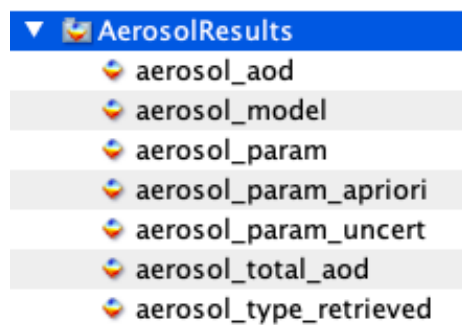 AerosolResults
aerosol_aod
aerosol_model
aerosol_param
aerosol_param_apriori
aerosol_param_uncert
aerosol_total_aod
aerosol_type_retrieved